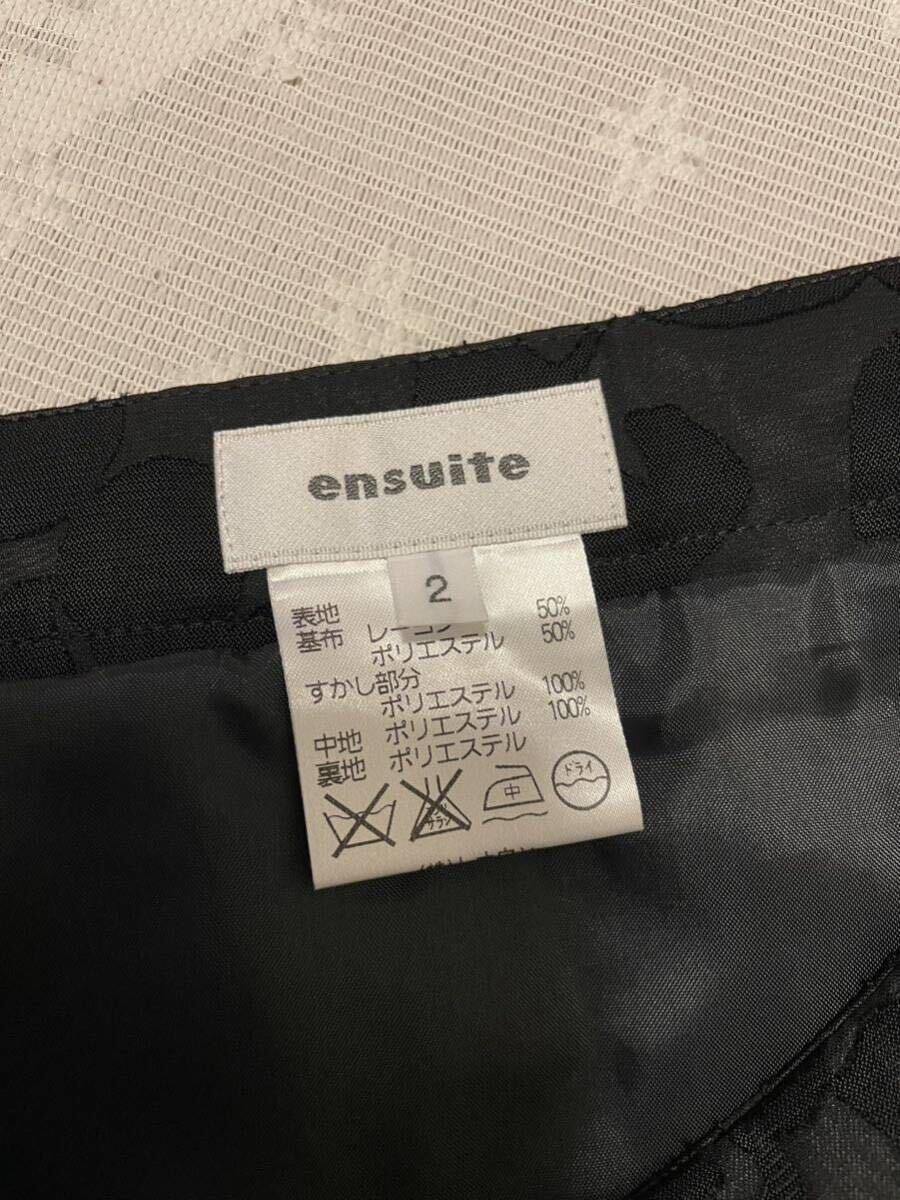 ensuite
2
表地
基布 レーヨン 50%
ポリエステル 50%
すかし部分
ポリエステル 100%
中地 ポリエステル 100%
裏地 ポリエステル
中
ドライ